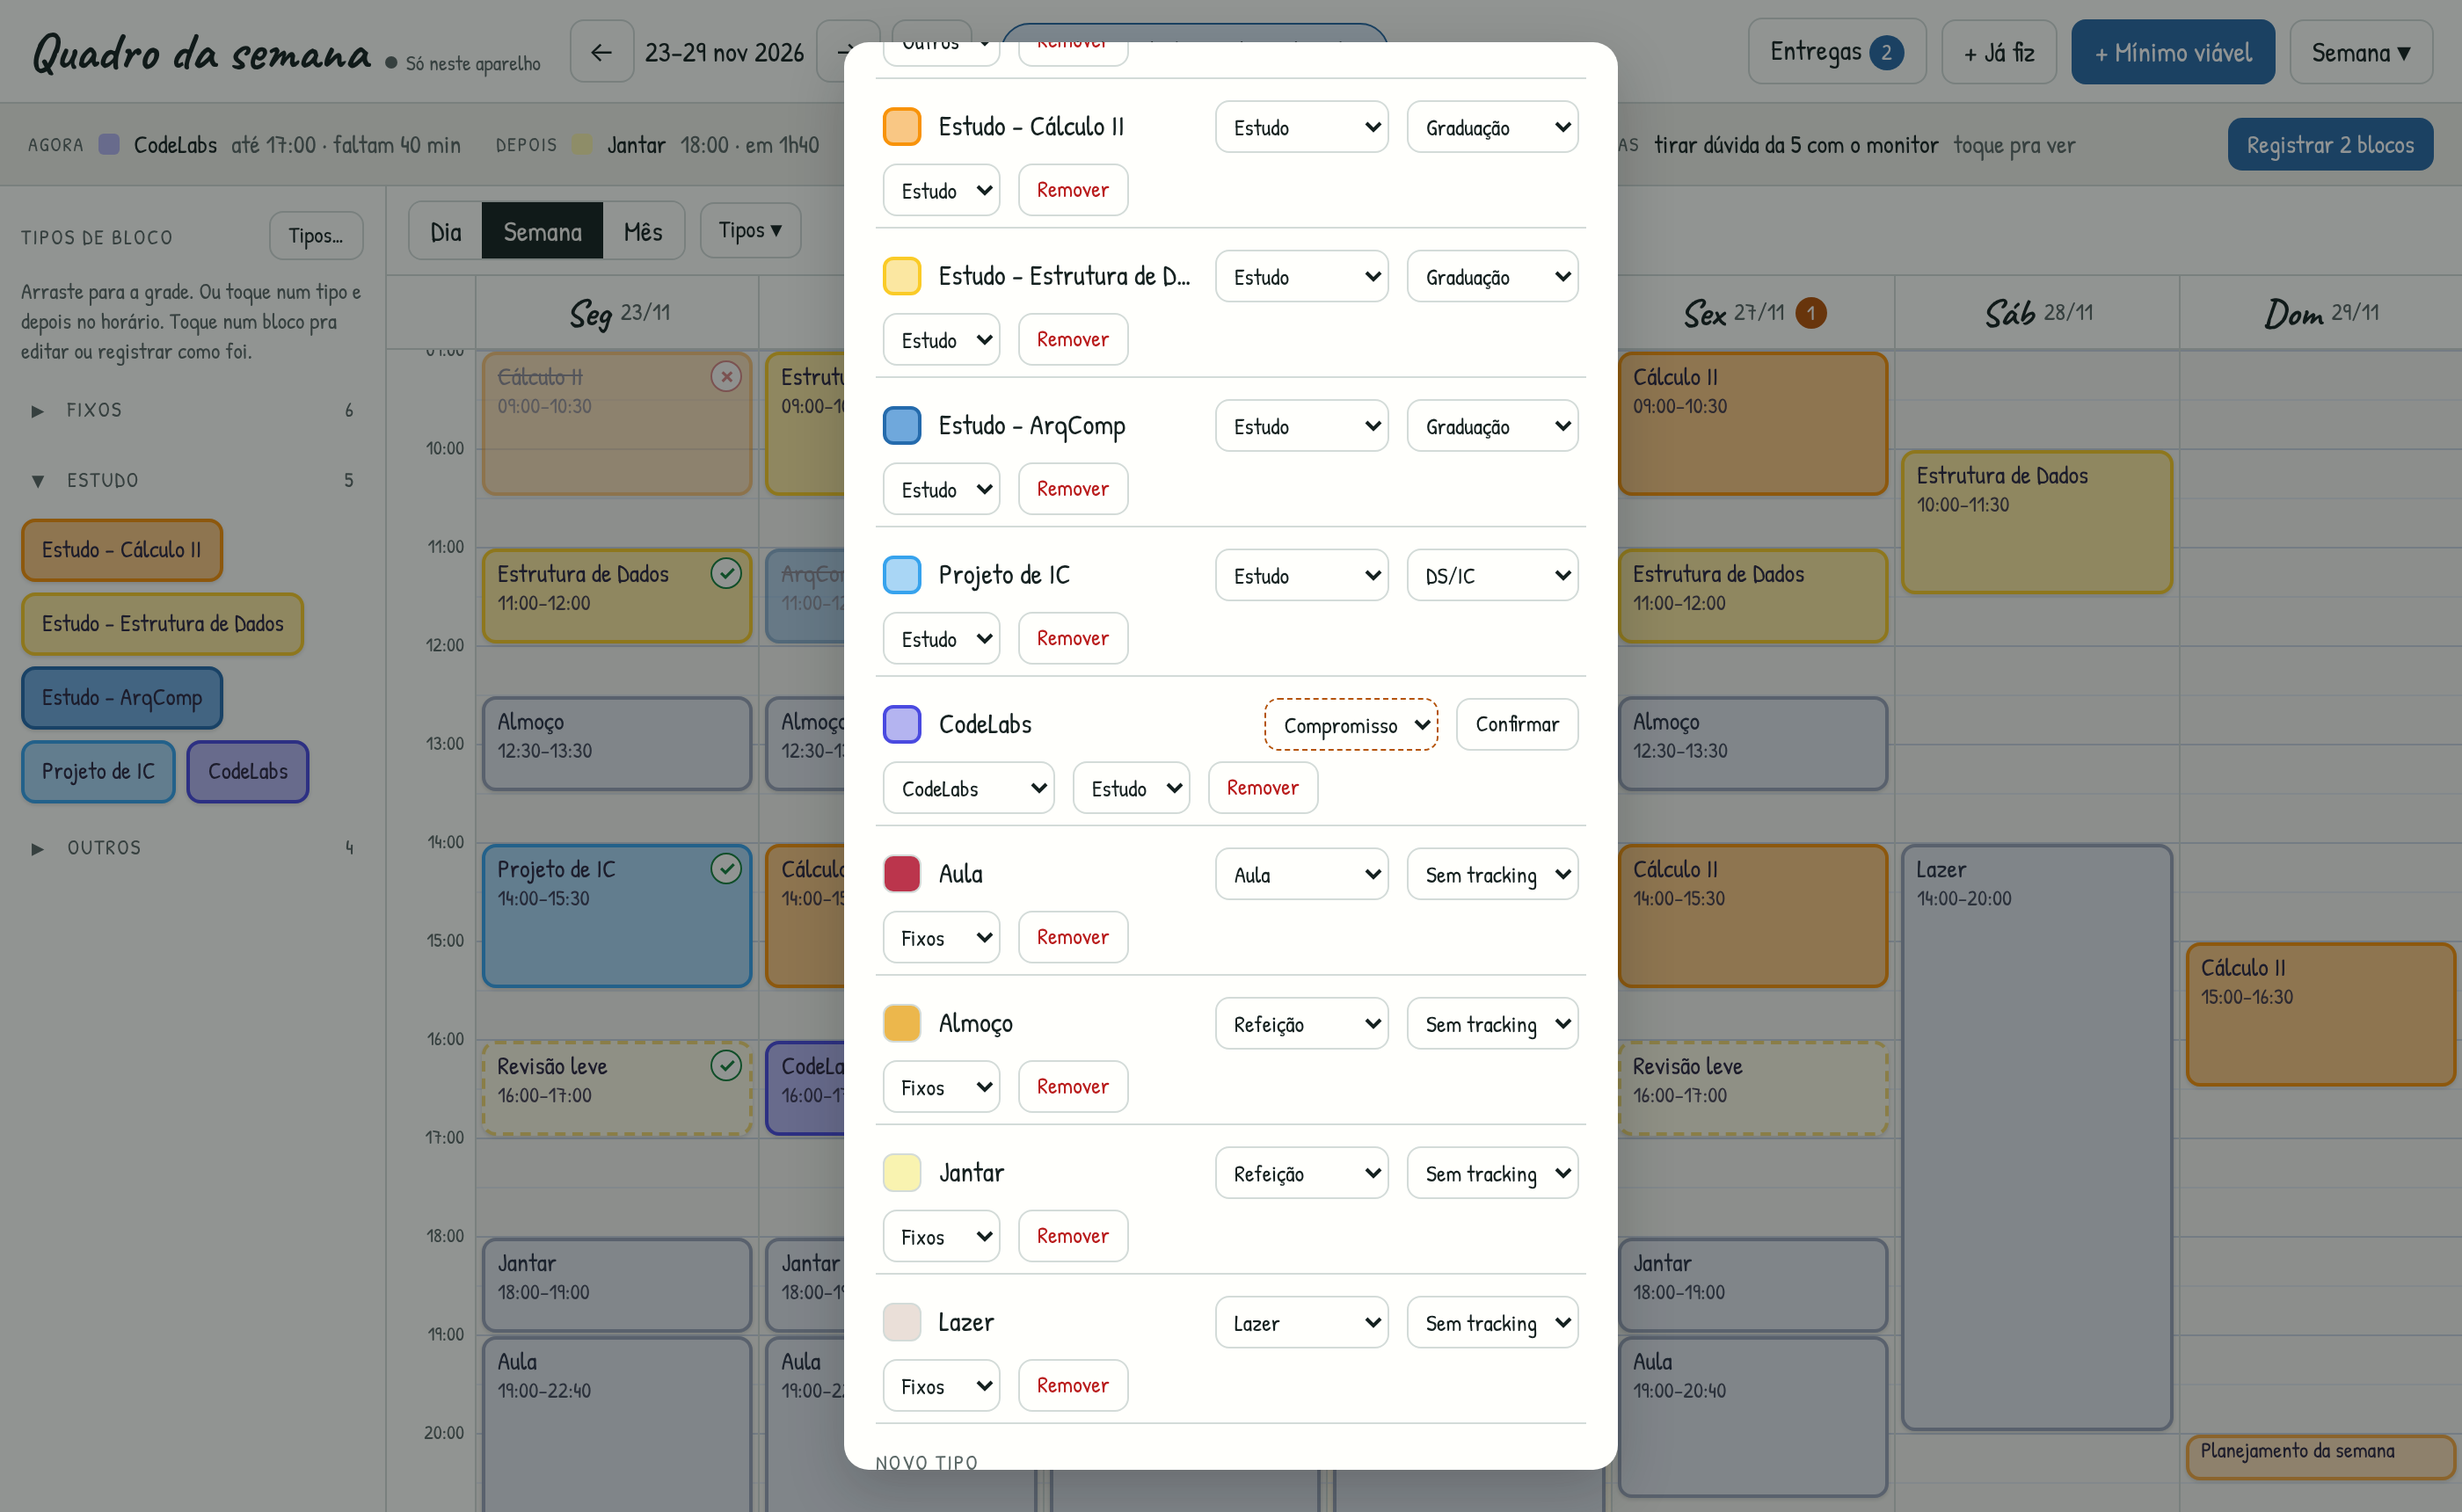 Quadro da semana
Só neste aparelho
←
23–29 nov 2026
Entregas 2
+ Já fiz
+ Mínimo viável
Semana ▾
AGORA CodeLabs até 17:00 · faltam 40 min
DEPOIS Jantar 18:00 · em 1h40
tirar dúvida da 5 com o monitor toque pra ver
Registrar 2 blocos
TIPOS DE BLOCO
Tipos...
Arraste para a grade. Ou toque num tipo e
depois no horário. Toque num bloco pra
editar ou registrar como foi.
▶ FIXOS 6
▼ ESTUDO 5
Estudo – Cálculo II
Estudo – Estrutura de Dados
Estudo – ArqComp
Projeto de IC
CodeLabs
▶ OUTROS 4
Dia
Semana
Mês
Tipos ▾
Seg 23/11
Sex 27/11 1
Sáb 28/11
Dom 29/11
10:00
11:00
12:00
13:00
14:00
15:00
16:00
17:00
18:00
19:00
20:00
Cálculo II
09:00–10:30
Estrutura de Dados
11:00–12:00
Almoço
12:30–13:30
Projeto de IC
14:00–15:30
Revisão leve
16:00–17:00
Jantar
18:00–19:00
Aula
19:00–22:40
Almoço
Jantar
Aula
Outros
Remover
Estudo – Cálculo II
Estudo
Graduação
Estudo
Remover
Estudo – Estrutura de D...
Estudo
Graduação
Estudo
Remover
Estudo – ArqComp
Estudo
Graduação
Estudo
Remover
Projeto de IC
Estudo
DS/IC
Estudo
Remover
CodeLabs
Compromisso
Confirmar
CodeLabs
Estudo
Remover
Aula
Aula
Sem tracking
Fixos
Remover
Almoço
Refeição
Sem tracking
Fixos
Remover
Jantar
Refeição
Sem tracking
Fixos
Remover
Lazer
Lazer
Sem tracking
Fixos
Remover
NOVO TIPO
Cálculo II
09:00–10:30
Estrutura de Dados
11:00–12:00
Almoço
12:30–13:30
Cálculo II
14:00–15:30
Revisão leve
16:00–17:00
Jantar
18:00–19:00
Aula
19:00–20:40
Estrutura de Dados
10:00–11:30
Lazer
14:00–20:00
Cálculo II
15:00–16:30
Planejamento da semana